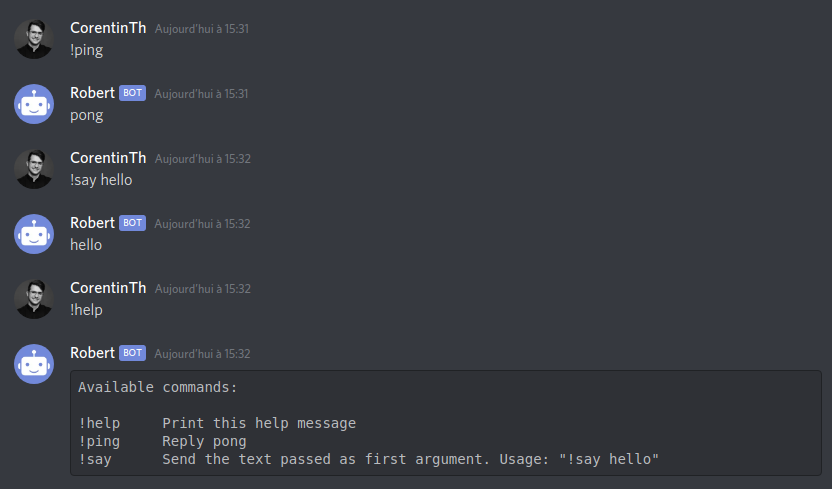 CorentinTh Aujourd'hui à 15:31
!ping
Robert BOT Aujourd'hui à 15:31
pong
CorentinTh Aujourd'hui à 15:32
!say hello
Robert BOT Aujourd'hui à 15:32
hello
CorentinTh Aujourd'hui à 15:32
!help
Robert BOT Aujourd'hui à 15:32
Available commands:
!help Print this help message
!ping Reply pong
!say Send the text passed as first argument. Usage: "!say hello"